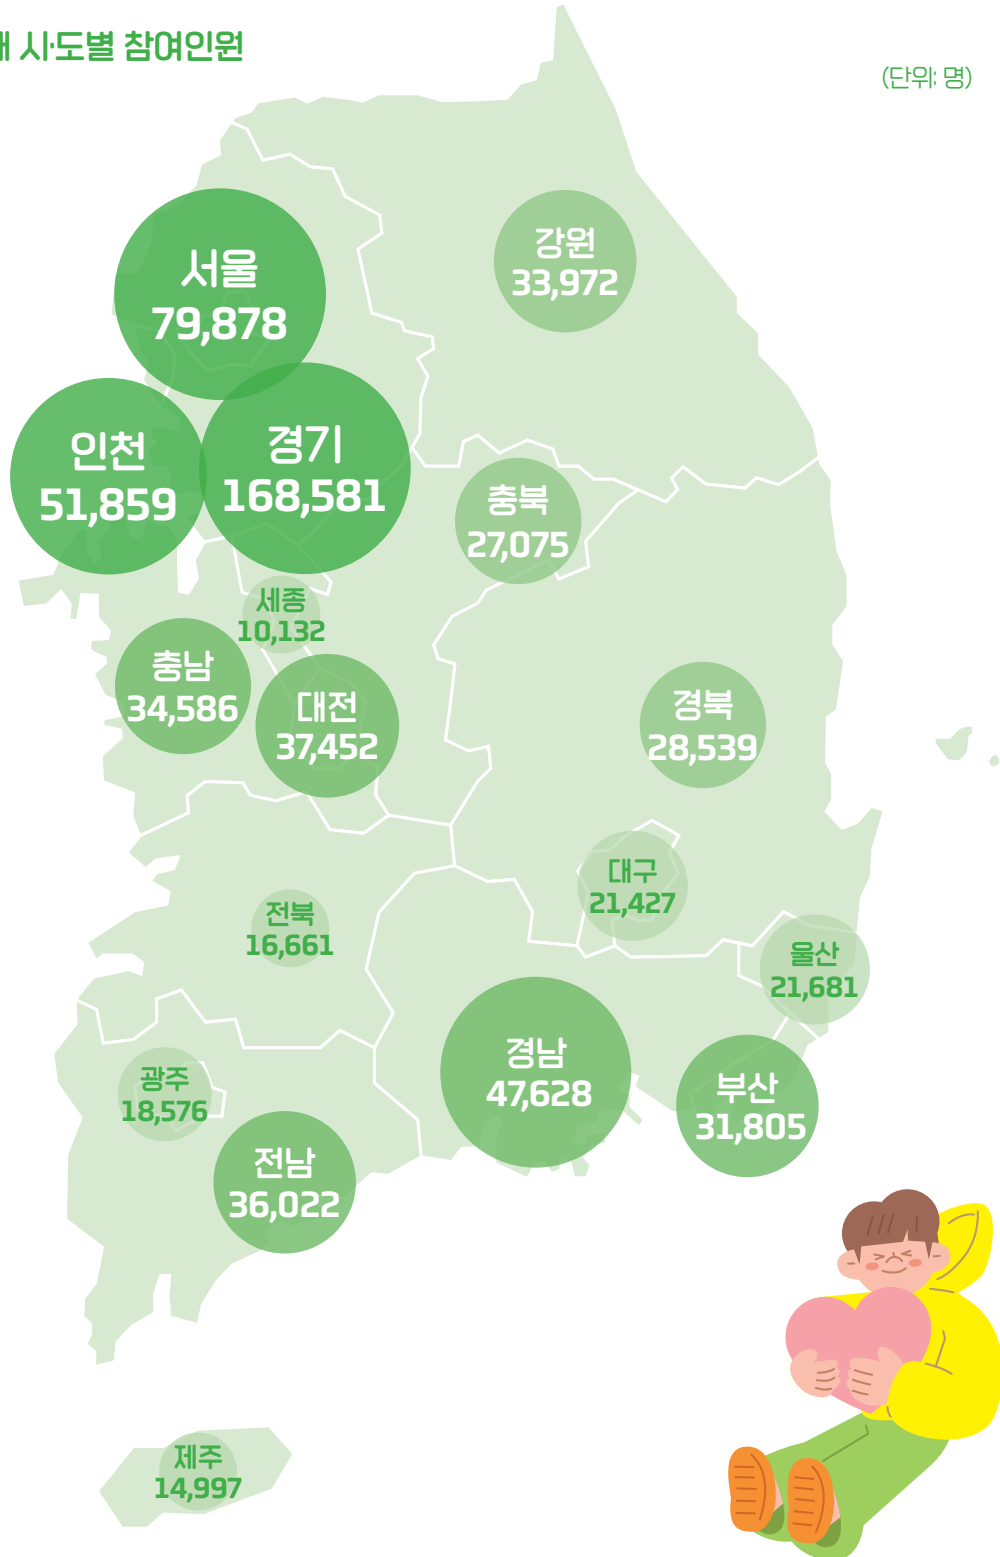 시·도별 참여인원
(단위: 명)
서울
79,878
강원
33,972
인천
51,859
경기
168,581
충북
27,075
세종
10,132
충남
34,586
대전
37,452
경북
28,539
대구
21,427
전북
16,661
울산
21,681
경남
47,628
광주
18,576
부산
31,805
전남
36,022
제주
14,997